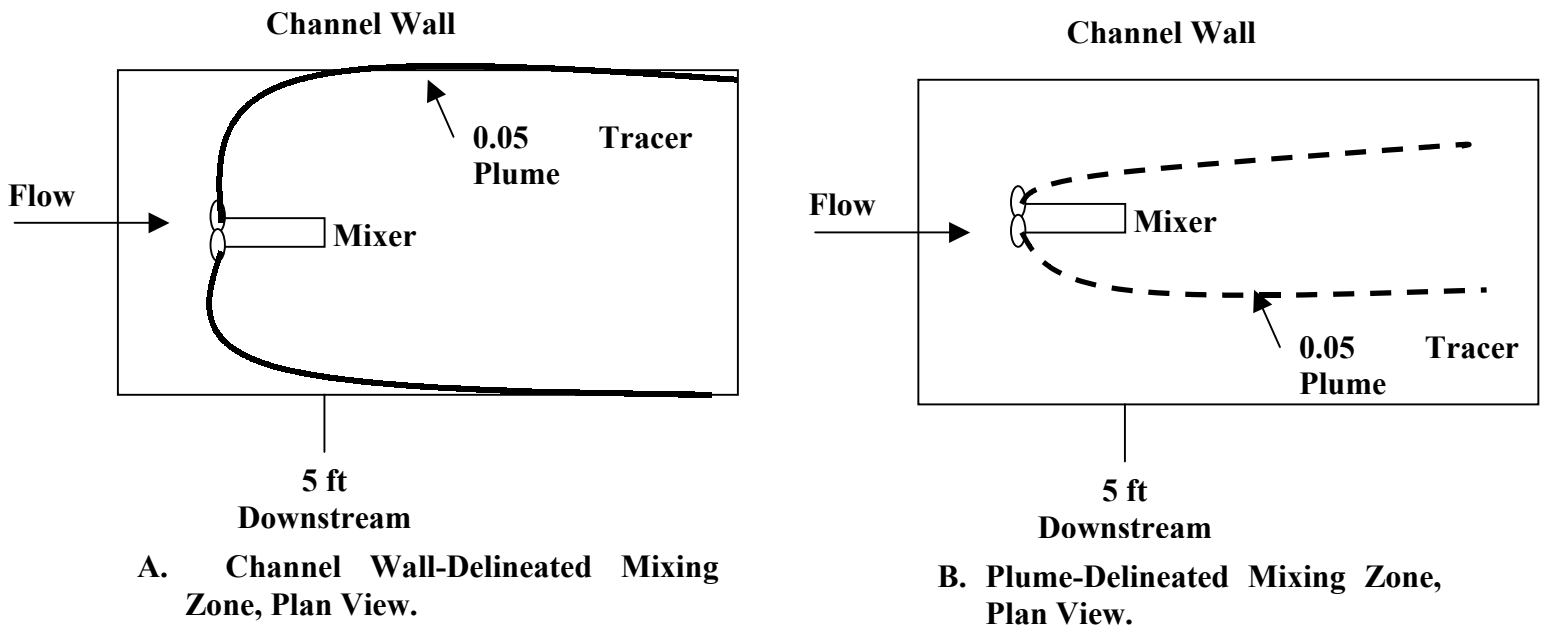 Channel Wall
0.05 Tracer
Plume
Flow
Mixer
5 ft
Downstream
A. Channel Wall-Delineated Mixing
Zone, Plan View.
Channel Wall
Flow
Mixer
0.05 Tracer
Plume
5 ft
Downstream
B. Plume-Delineated Mixing Zone,
Plan View.